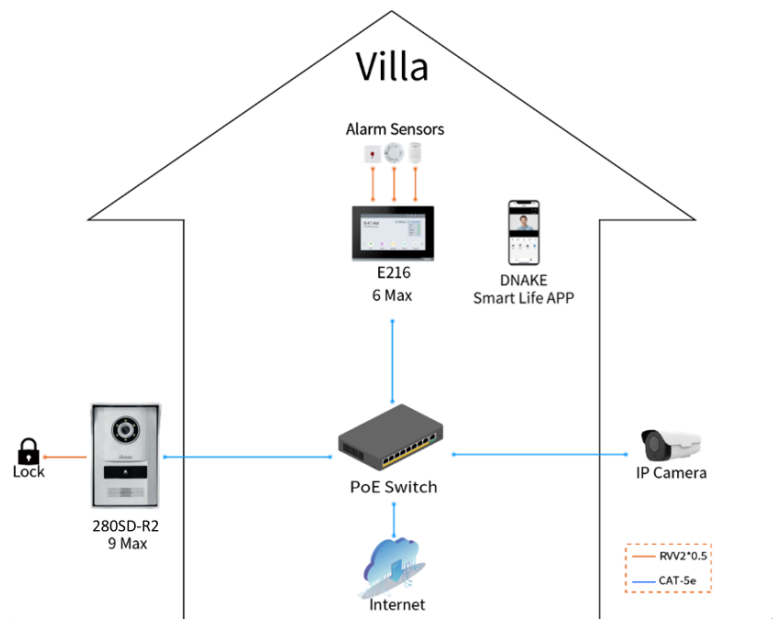 Villa
Alarm Sensors
E216
6 Max
DNAKE
Smart Life APP
Lock
280SD-R2
9 Max
PoE Switch
IP Camera
Internet
RVV2*0.5
CAT-5e